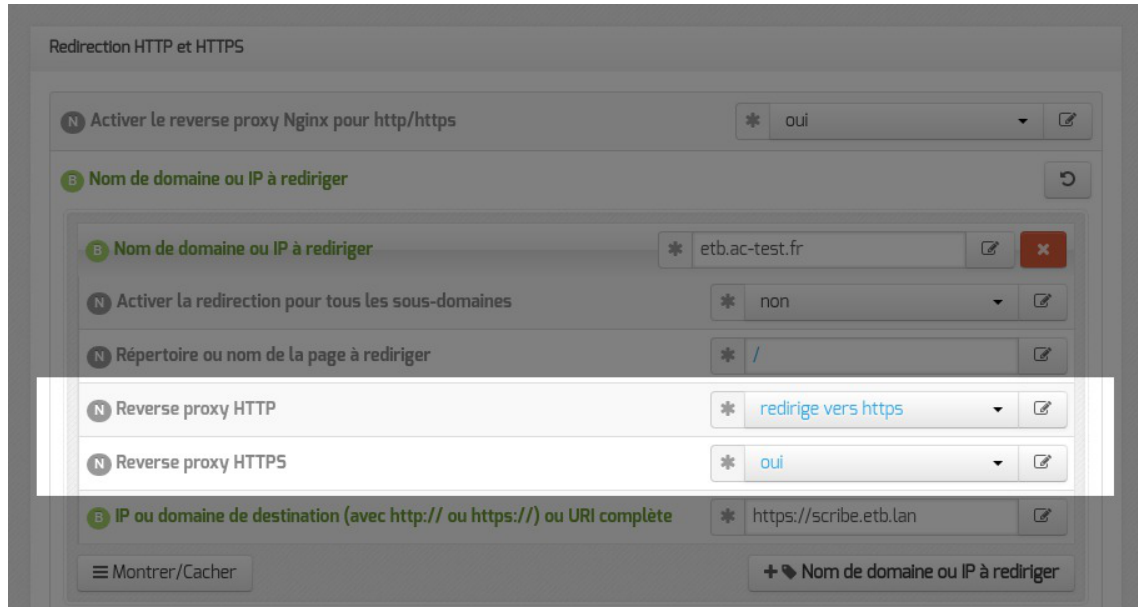 Redirection HTTP et HTTPS
N Activer le reverse proxy Nginx pour http/https * oui
B Nom de domaine ou IP à rediriger
B Nom de domaine ou IP à rediriger * etb.ac-test.fr
N Activer la redirection pour tous les sous-domaines * non
N Répertoire ou nom de la page à rediriger * /
N Reverse proxy HTTP * redirige vers https
N Reverse proxy HTTPS * oui
B IP ou domaine de destination (avec http:// ou https://) ou URI complète * https://scribe.etb.lan
Montrer/Cacher + Nom de domaine ou IP à rediriger